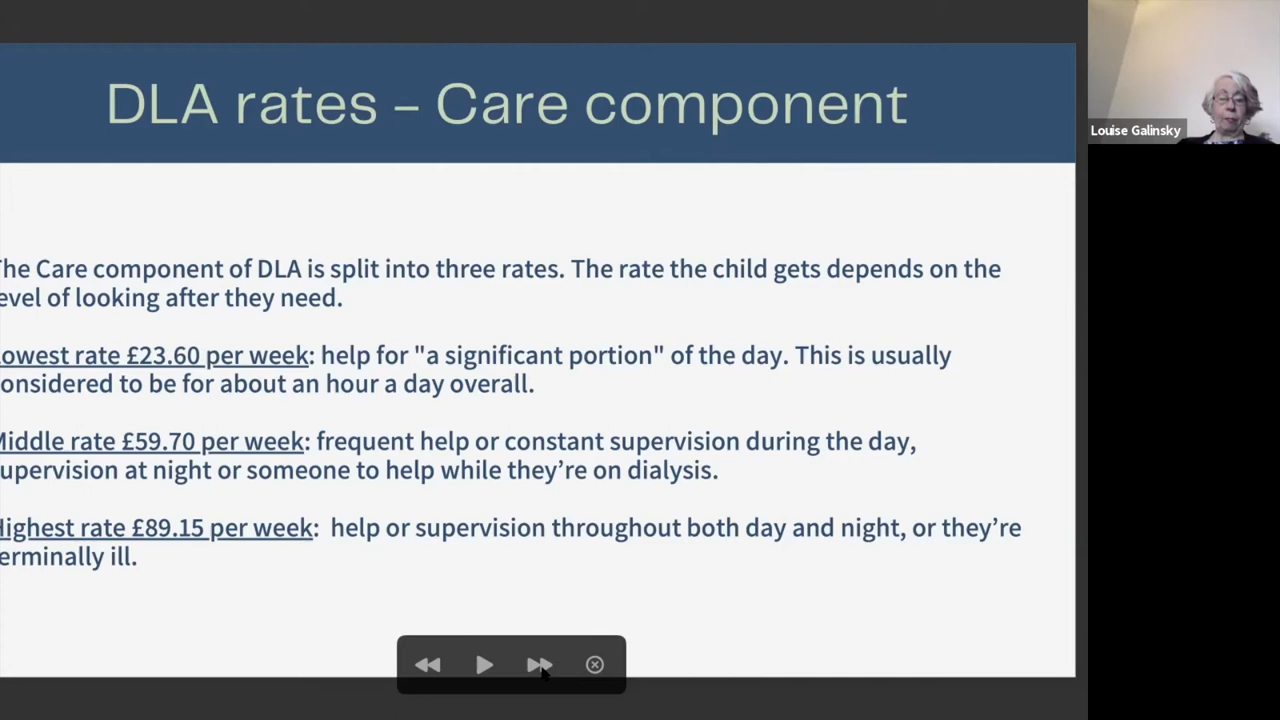 DLA rates – Care component
Louise Galinsky
he Care component of DLA is split into three rates. The rate the child gets depends on the
evel of looking after they need.
owest rate £23.60 per week: help for "a significant portion" of the day. This is usually
onsidered to be for about an hour a day overall.
Middle rate £59.70 per week: frequent help or constant supervision during the day,
upervision at night or someone to help while they’re on dialysis.
Highest rate £89.15 per week: help or supervision throughout both day and night, or they’re
erminally ill.